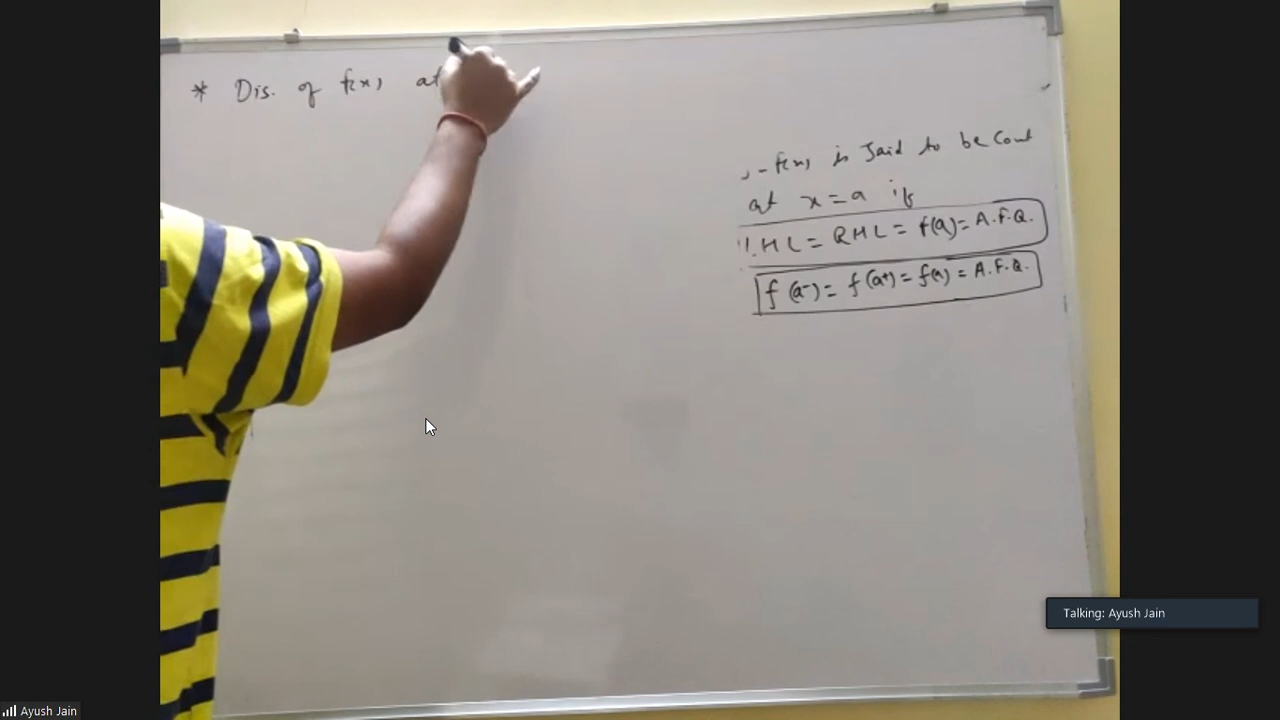 * Dis. of f(x) at
, - f(x) is said to be Cont
at x = a if
LHL = RHL = f(a) = A.F.Q.
f(a⁻) = f(a⁺) = f(a) = A.F.Q.
Talking: Ayush Jain
Ayush Jain